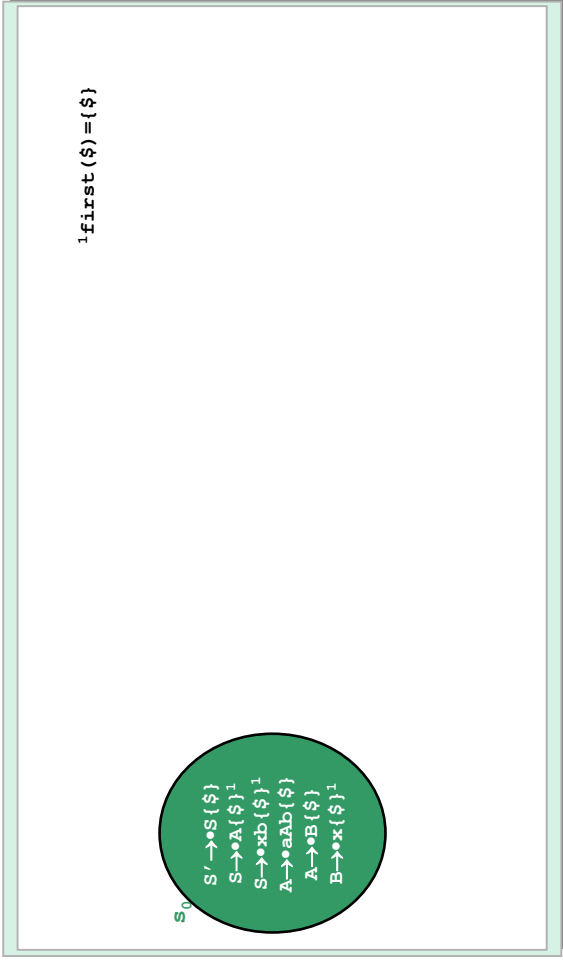 ¹first($)={$}
s₀
S′→•S{$}
S→•A{$}¹
S→•xb{$}¹
A→•aAb{$}
A→•B{$}
B→•x{$}¹